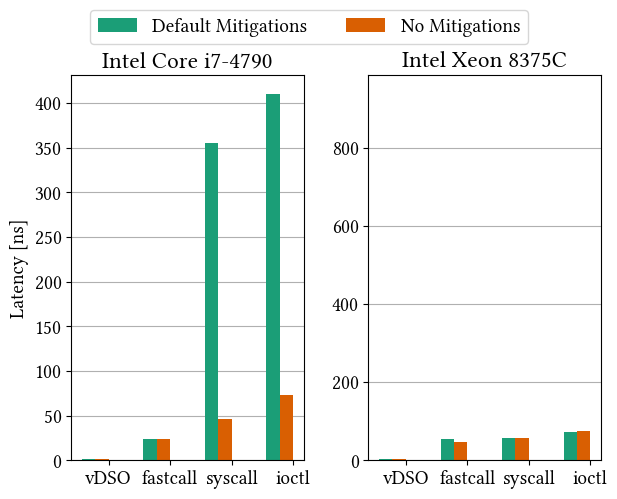 Default Mitigations
No Mitigations
Intel Core i7-4790
Intel Xeon 8375C
Latency [ns]
400
350
300
250
200
150
100
50
0
vDSO
fastcall
syscall
ioctl
800
600
400
200
0
vDSO
fastcall
syscall
ioctl